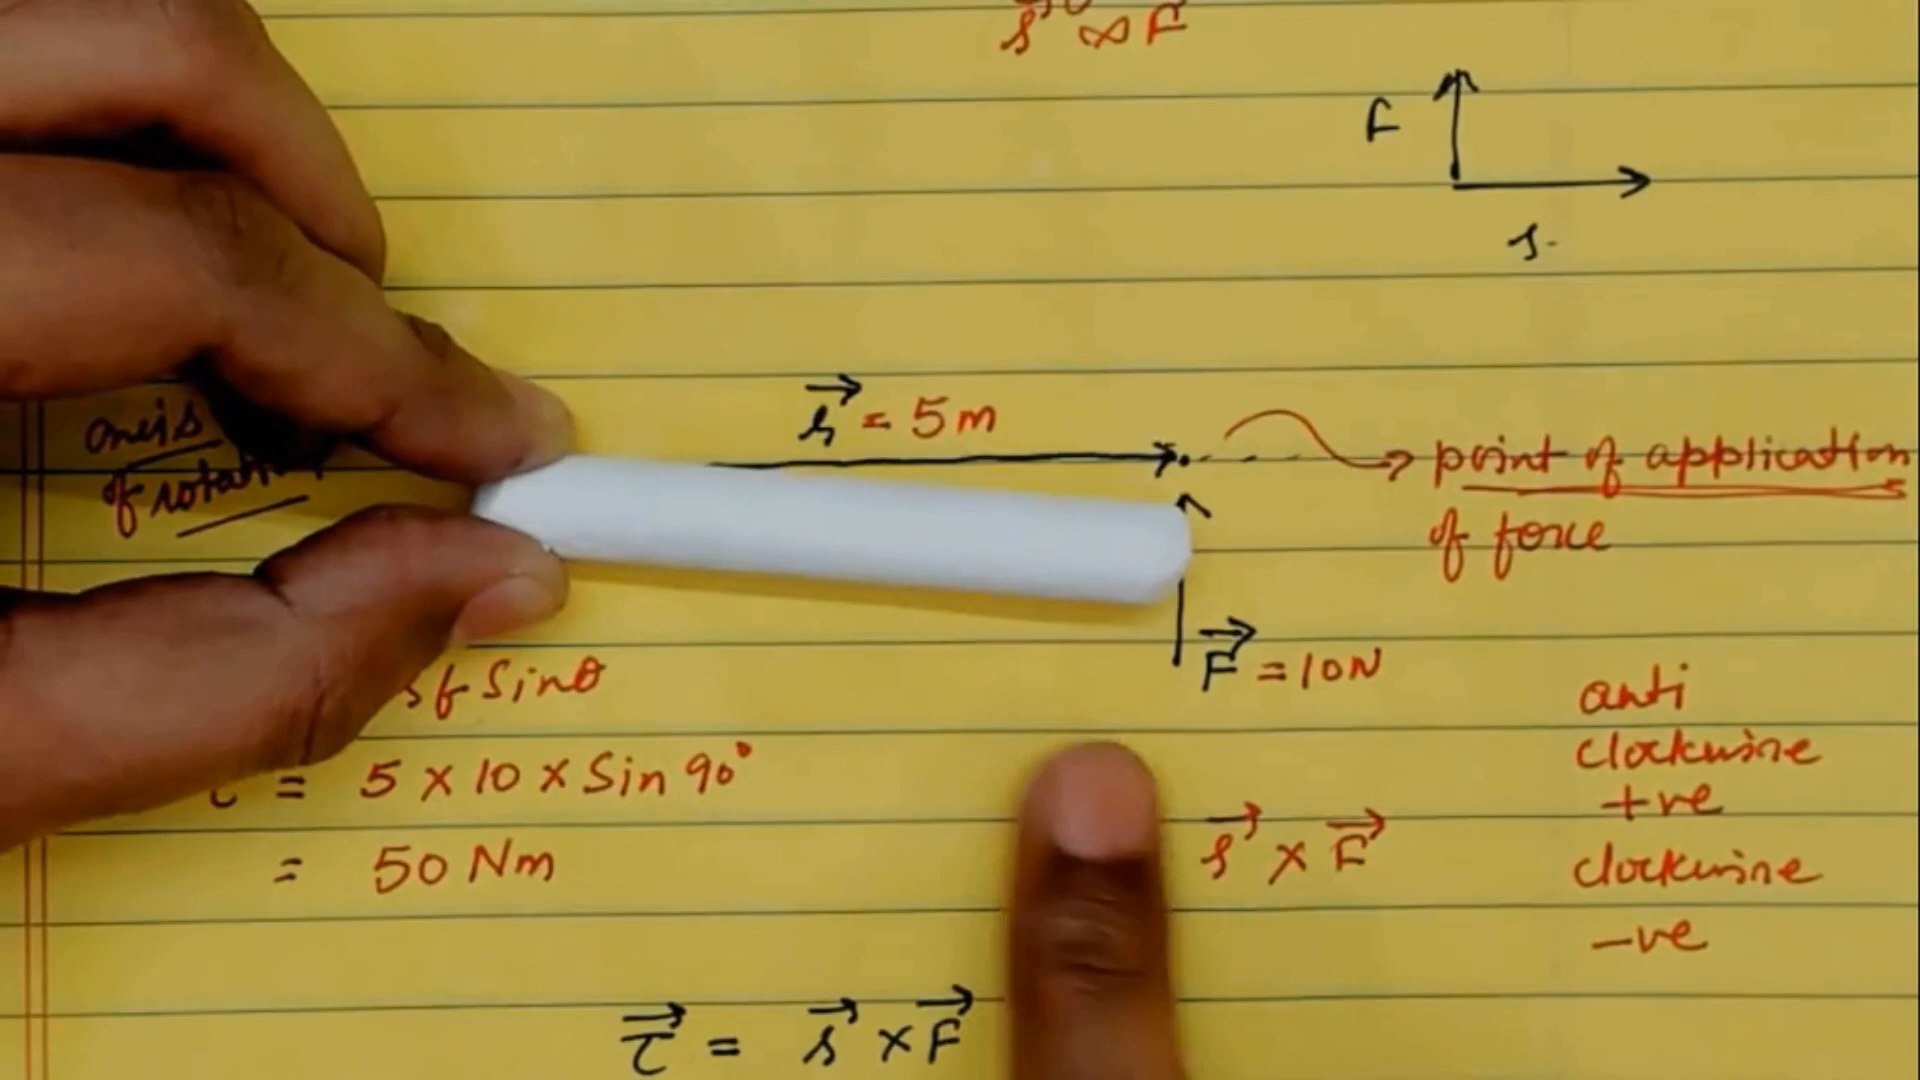 r⃗ × F
F
r
r⃗ = 5m
axis
of rotation
point of application
of force
rF Sinθ
F⃗ = 10N
τ = 5 × 10 × Sin 90°
= 50 Nm
r⃗ × F⃗
anti
clockwise
+ve
clockwise
-ve
τ⃗ = r⃗ × F⃗